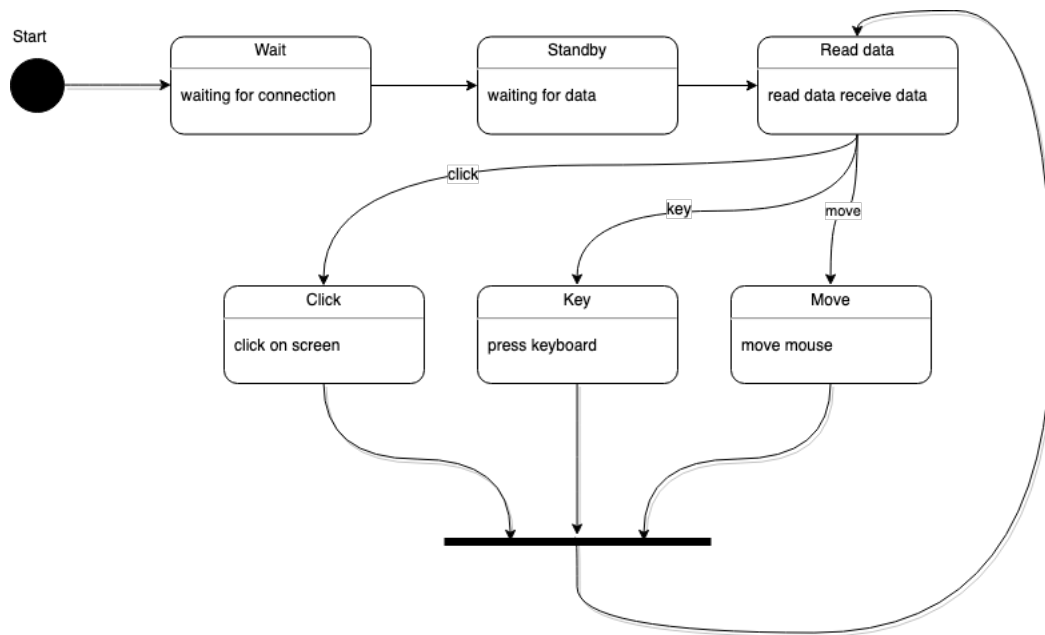 Start
Wait
waiting for connection
Standby
waiting for data
Read data
read data receive data
click
key
move
Click
click on screen
Key
press keyboard
Move
move mouse